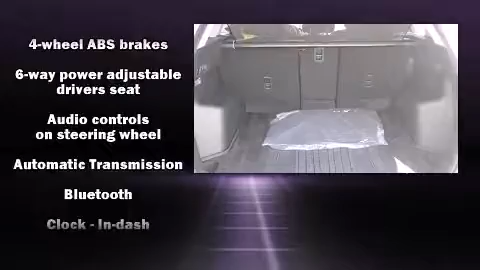 4-wheel ABS brakes
6-way power adjustable
drivers seat
Audio controls
on steering wheel
Automatic Transmission
Bluetooth
Clock - In-dash